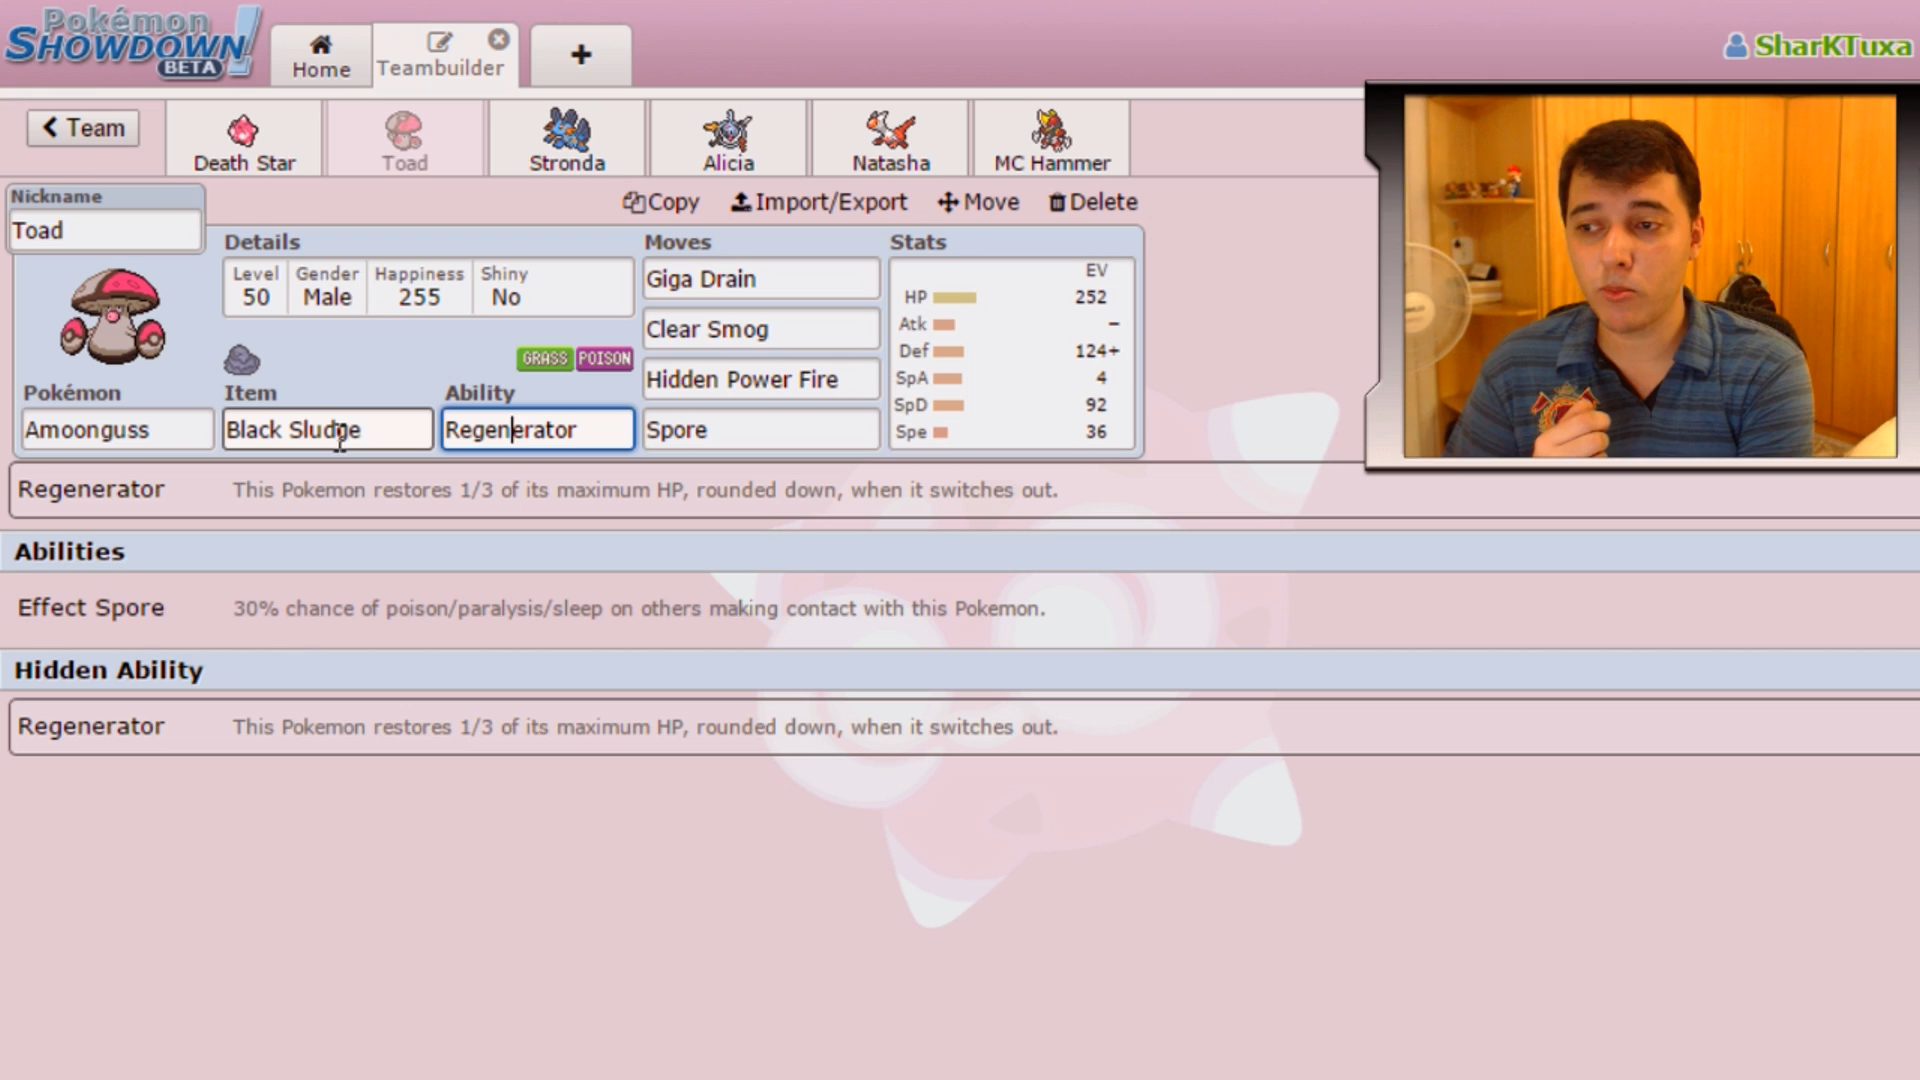 Pokémon
SHOWDOWN!
BETA
Home
Teambuilder
+
SharKTuxa
Team
Death Star
Toad
Stronda
Alicia
Natasha
MC Hammer
Nickname
Toad
Copy
Import/Export
Move
Delete
Details
Level Gender Happiness Shiny
50 Male 255 No
GRASS POISON
Pokémon
Amoonguss
Item
Black Sludge
Ability
Regenerator
Moves
Giga Drain
Clear Smog
Hidden Power Fire
Spore
Stats
EV
HP 252
Atk –
Def 124+
SpA 4
SpD 92
Spe 36
Regenerator This Pokemon restores 1/3 of its maximum HP, rounded down, when it switches out.
Abilities
Effect Spore 30% chance of poison/paralysis/sleep on others making contact with this Pokemon.
Hidden Ability
Regenerator This Pokemon restores 1/3 of its maximum HP, rounded down, when it switches out.